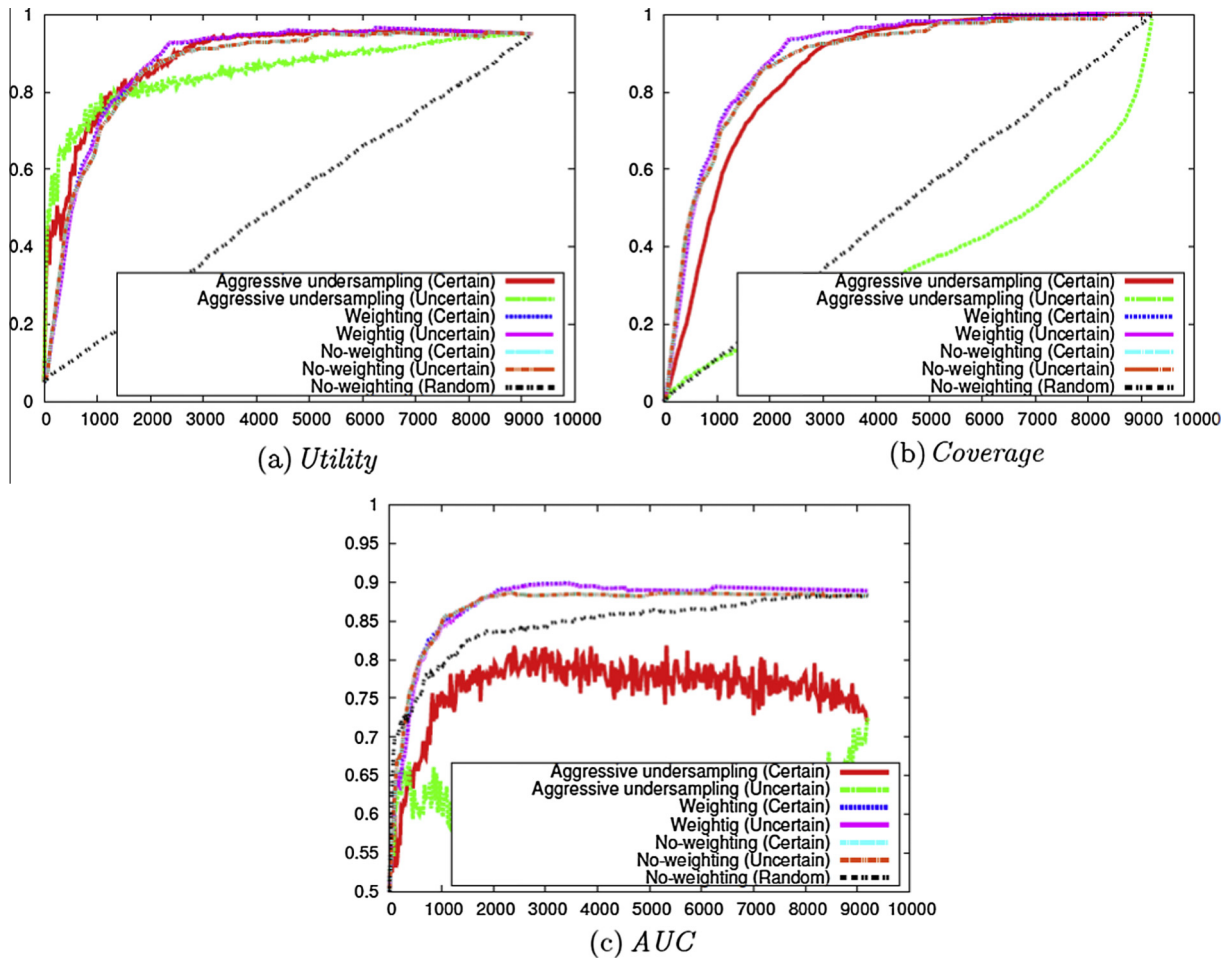 1
0.8
0.6
0.4
0.2
0
0 1000 2000 3000 4000 5000 6000 7000 8000 9000 10000
Aggressive undersampling (Certain)
Aggressive undersampling (Uncertain)
Weighting (Certain)
Weightig (Uncertain)
No-weighting (Certain)
No-weighting (Uncertain)
No-weighting (Random)
(a) Utility
1
0.8
0.6
0.4
0.2
0
0 1000 2000 3000 4000 5000 6000 7000 8000 9000 10000
Aggressive undersampling (Certain)
Aggressive undersampling (Uncertain)
Weighting (Certain)
Weightig (Uncertain)
No-weighting (Certain)
No-weighting (Uncertain)
No-weighting (Random)
(b) Coverage
1
0.95
0.9
0.85
0.8
0.75
0.7
0.65
0.6
0.55
0.5
0 1000 2000 3000 4000 5000 6000 7000 8000 9000 10000
Aggressive undersampling (Certain)
Aggressive undersampling (Uncertain)
Weighting (Certain)
Weightig (Uncertain)
No-weighting (Certain)
No-weighting (Uncertain)
No-weighting (Random)
(c) AUC